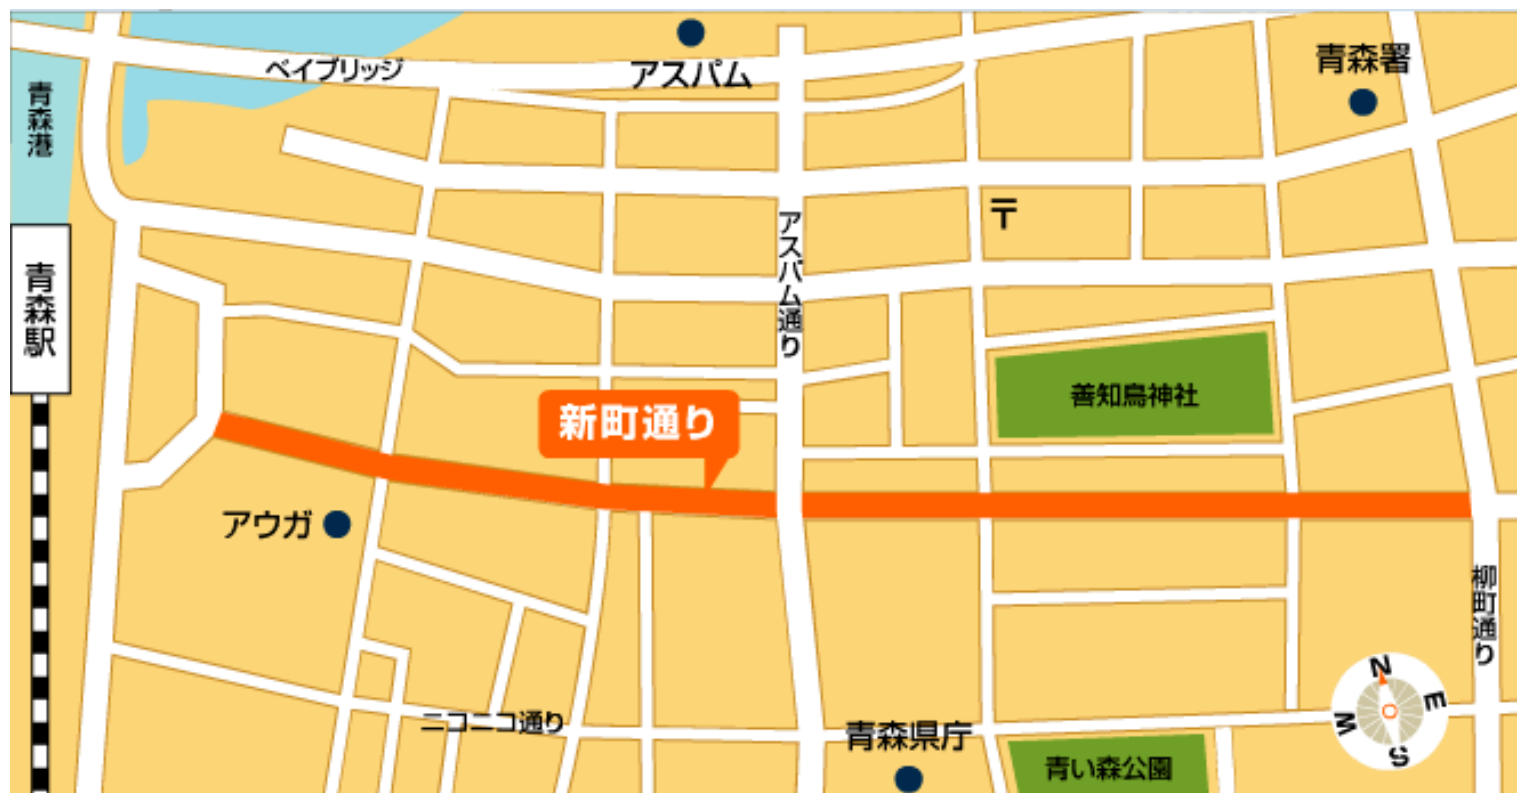 ベイブリッジ
アスパム
青森署
青森港
〒
アスパム通り
青森駅
善知鳥神社
新町通り
アウガ
柳町通り
N
E
W
S
ニコニコ通り
青森県庁
青い森公園